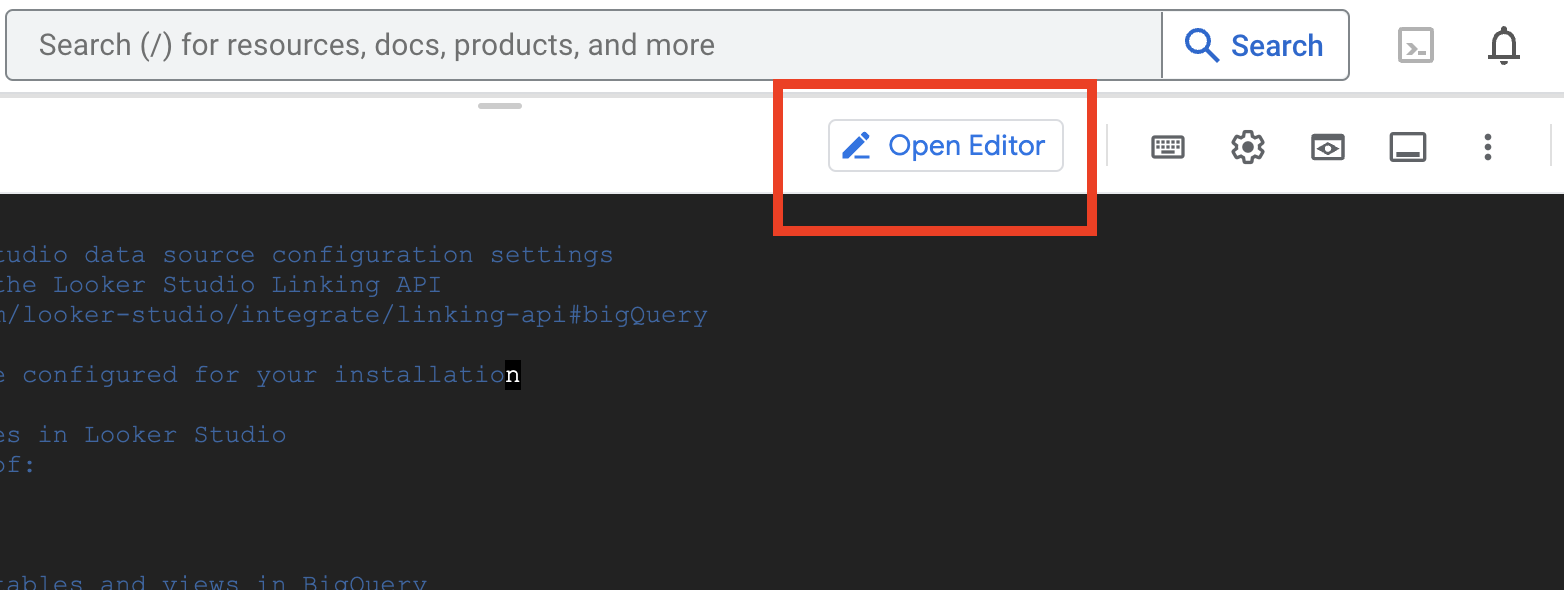 Search (/) for resources, docs, products, and more
Search
Open Editor
tudio data source configuration settings
the Looker Studio Linking API
/looker-studio/integrate/linking-api#bigQuery
e configured for your installation
es in Looker Studio
of:
tables and views in BigQuery